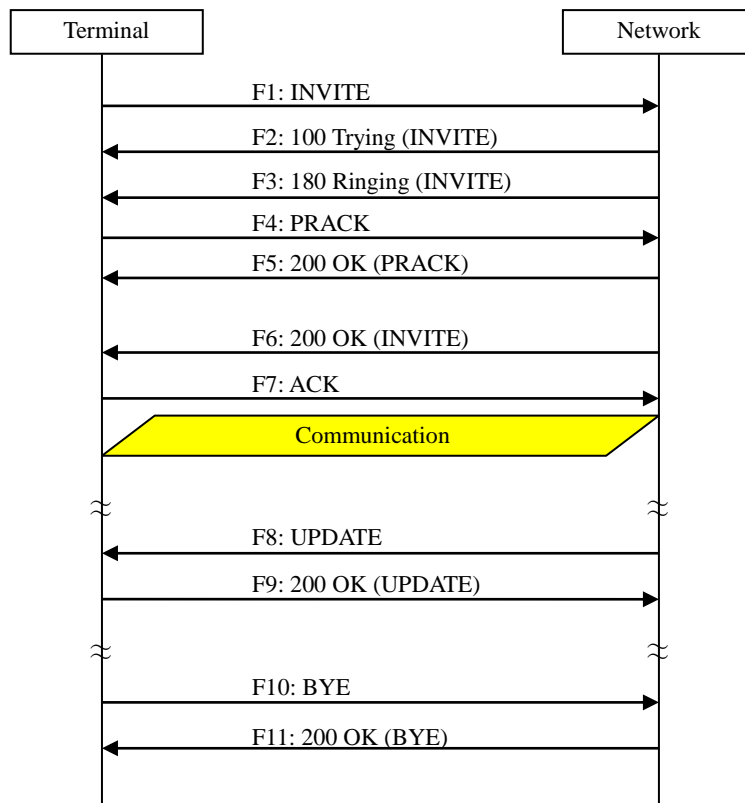 Terminal
Network
F1: INVITE
F2: 100 Trying (INVITE)
F3: 180 Ringing (INVITE)
F4: PRACK
F5: 200 OK (PRACK)
F6: 200 OK (INVITE)
F7: ACK
Communication
F8: UPDATE
F9: 200 OK (UPDATE)
F10: BYE
F11: 200 OK (BYE)